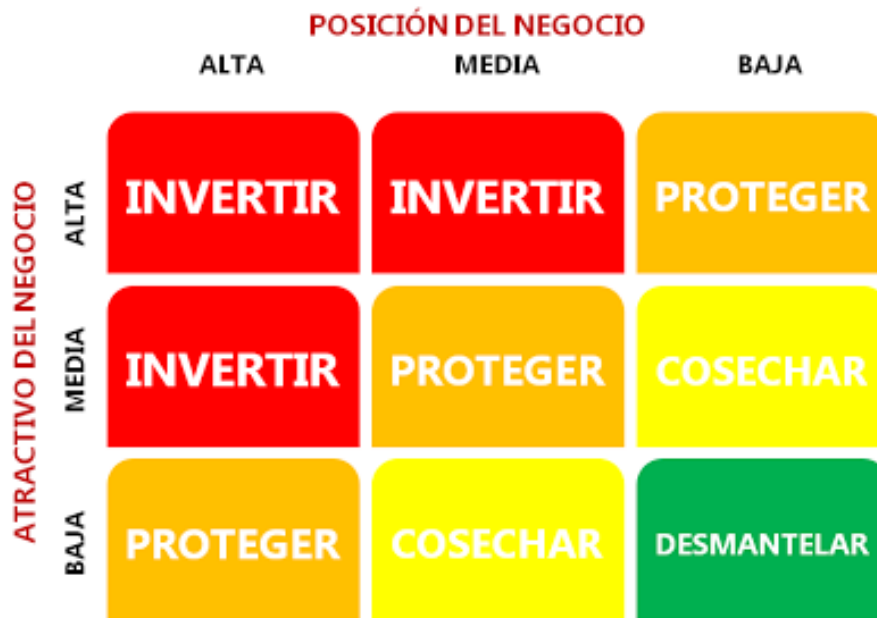 POSICIÓN DEL NEGOCIO
ALTA MEDIA BAJA
ATRACTIVO DEL NEGOCIO
ALTA
INVERTIR INVERTIR PROTEGER
MEDIA
INVERTIR PROTEGER COSECHAR
BAJA
PROTEGER COSECHAR DESMANTELAR